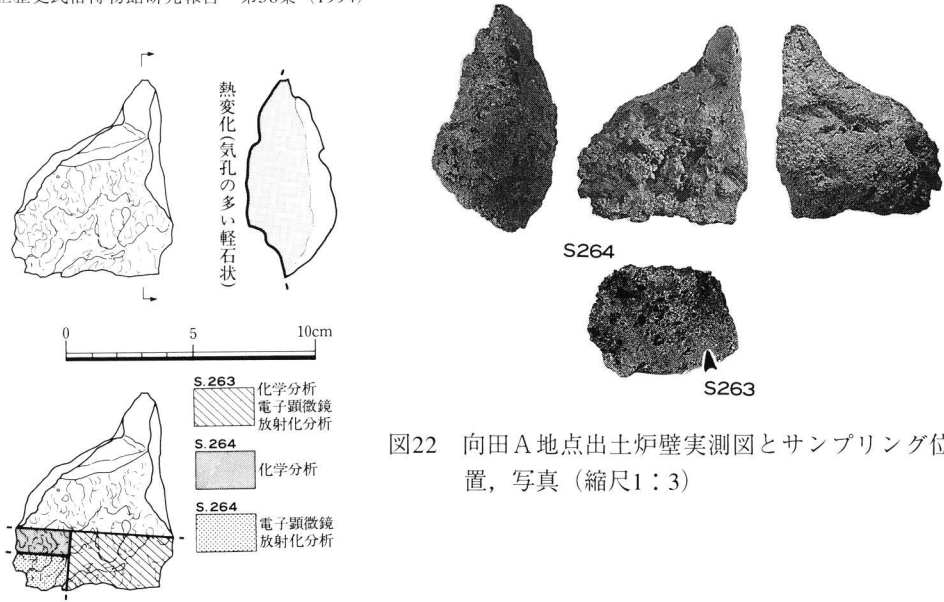 歴史民俗博物館研究報告 第58集 (1994)
熱変化(気孔の多い軽石状)
0 5 10cm
S.263
化学分析
電子顕微鏡
放射化分析
S.264
化学分析
S.264
電子顕微鏡
放射化分析
S264
S263
図22 向田A地点出土炉壁実測図とサンプリング位
置，写真（縮尺1：3）